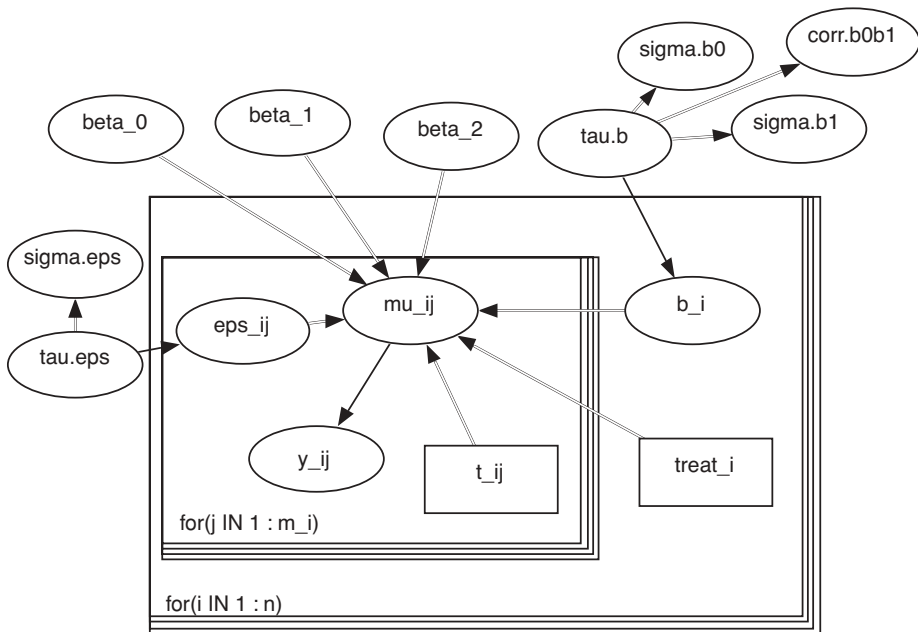 corr.b0b1
sigma.b0
beta_0
beta_1
beta_2
tau.b
sigma.b1
sigma.eps
mu_ij
b_i
eps_ij
tau.eps
y_ij
t_ij
treat_i
for(j IN 1 : m_i)
for(i IN 1 : n)